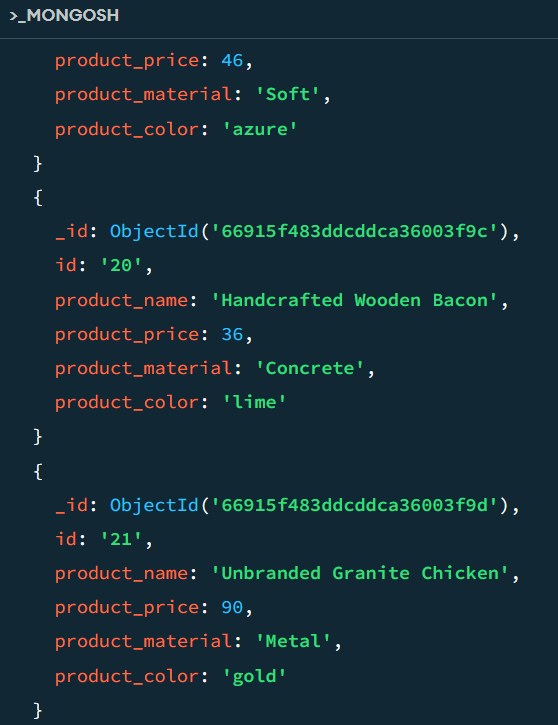 >_MONGOSH
product_price: 46,
product_material: 'Soft',
product_color: 'azure'
}
{
_id: ObjectId('66915f483ddcddca36003f9c'),
id: '20',
product_name: 'Handcrafted Wooden Bacon',
product_price: 36,
product_material: 'Concrete',
product_color: 'lime'
}
{
_id: ObjectId('66915f483ddcddca36003f9d'),
id: '21',
product_name: 'Unbranded Granite Chicken',
product_price: 90,
product_material: 'Metal',
product_color: 'gold'
}